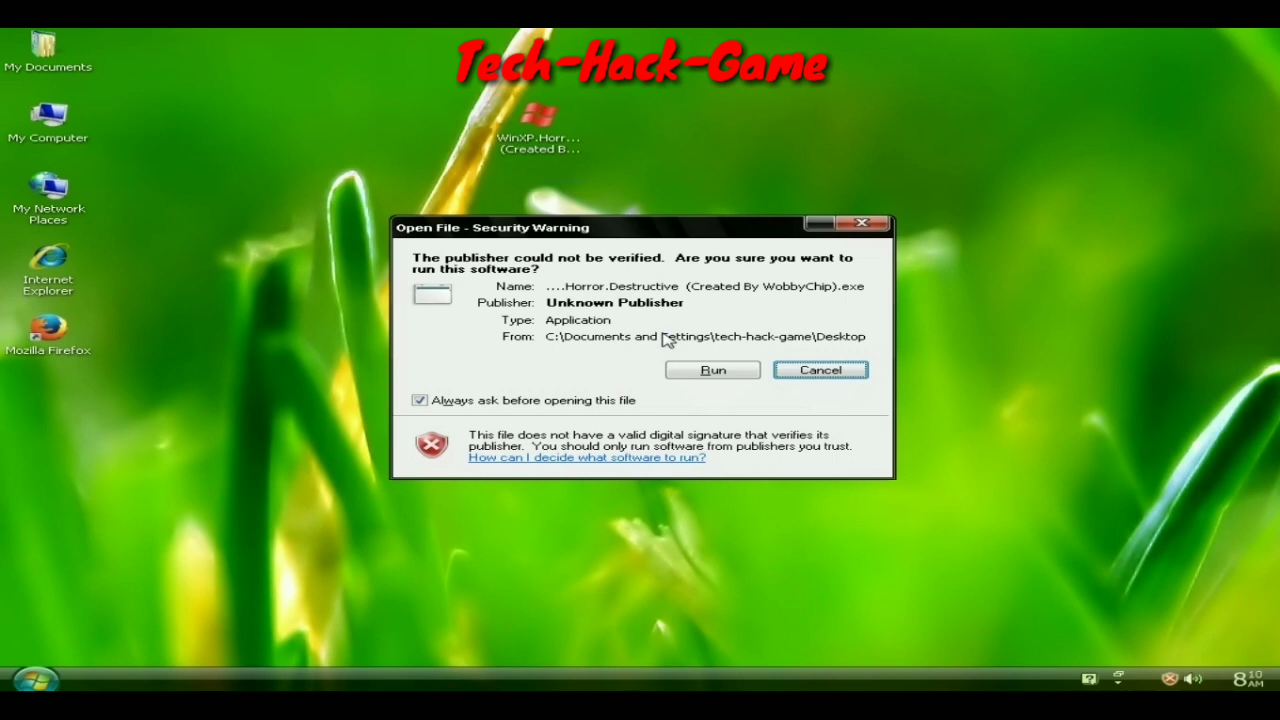 Tech-Hack-Game
My Documents
My Computer
My Network
Places
Internet
Explorer
Mozilla Firefox
WinXP.Horr...
(Created B...
Open File - Security Warning
The publisher could not be verified. Are you sure you want to
run this software?
Name: ....Horror.Destructive (Created By WobbyChip).exe
Publisher: Unknown Publisher
Type: Application
From: C:\Documents and Settings\tech-hack-game\Desktop
Run
Cancel
Always ask before opening this file
This file does not have a valid digital signature that verifies its
publisher. You should only run software from publishers you trust.
How can I decide what software to run?
8 10 AM